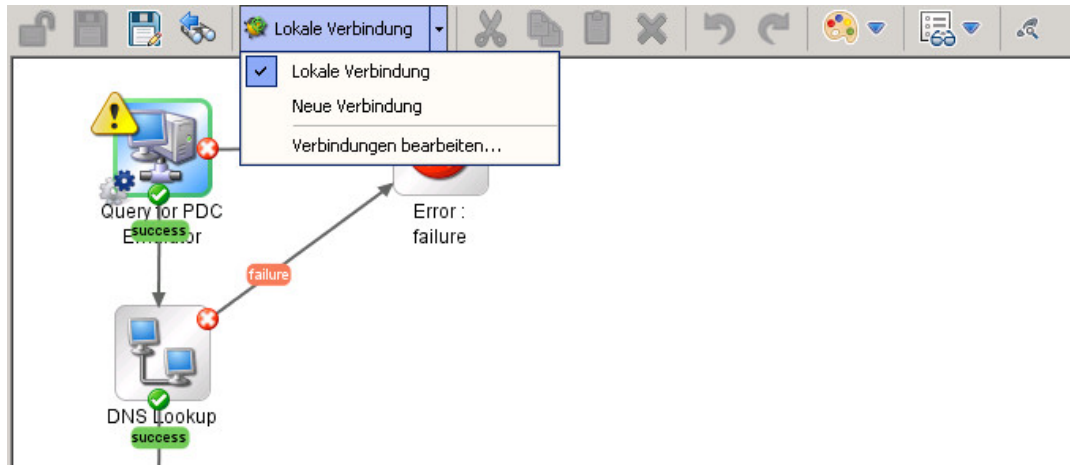 Lokale Verbindung
Lokale Verbindung
Neue Verbindung
Verbindungen bearbeiten...
Query for PDC
Emulator
success
Error :
failure
failure
DNS Lookup
success